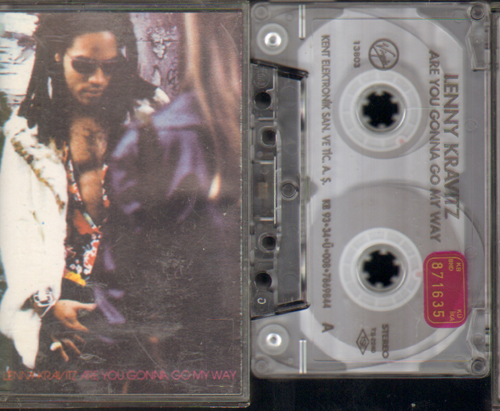 LENNY KRAVITZ ARE YOU GONNA GO MY WAY
LENNY KRAVITZ
ARE YOU GONNA GO MY WAY
13808
KENT ELEKTRONİK SAN. VE TİC. A.Ş.
A
STEREO
871635